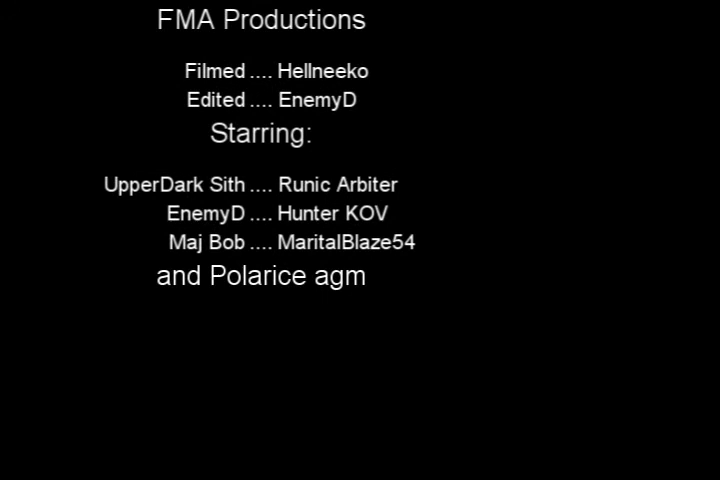 FMA Productions
Filmed .... Hellneeko
Edited .... EnemyD
Starring:
UpperDark Sith .... Runic Arbiter
EnemyD .... Hunter KOV
Maj Bob .... MaritalBlaze54
and Polarice agm